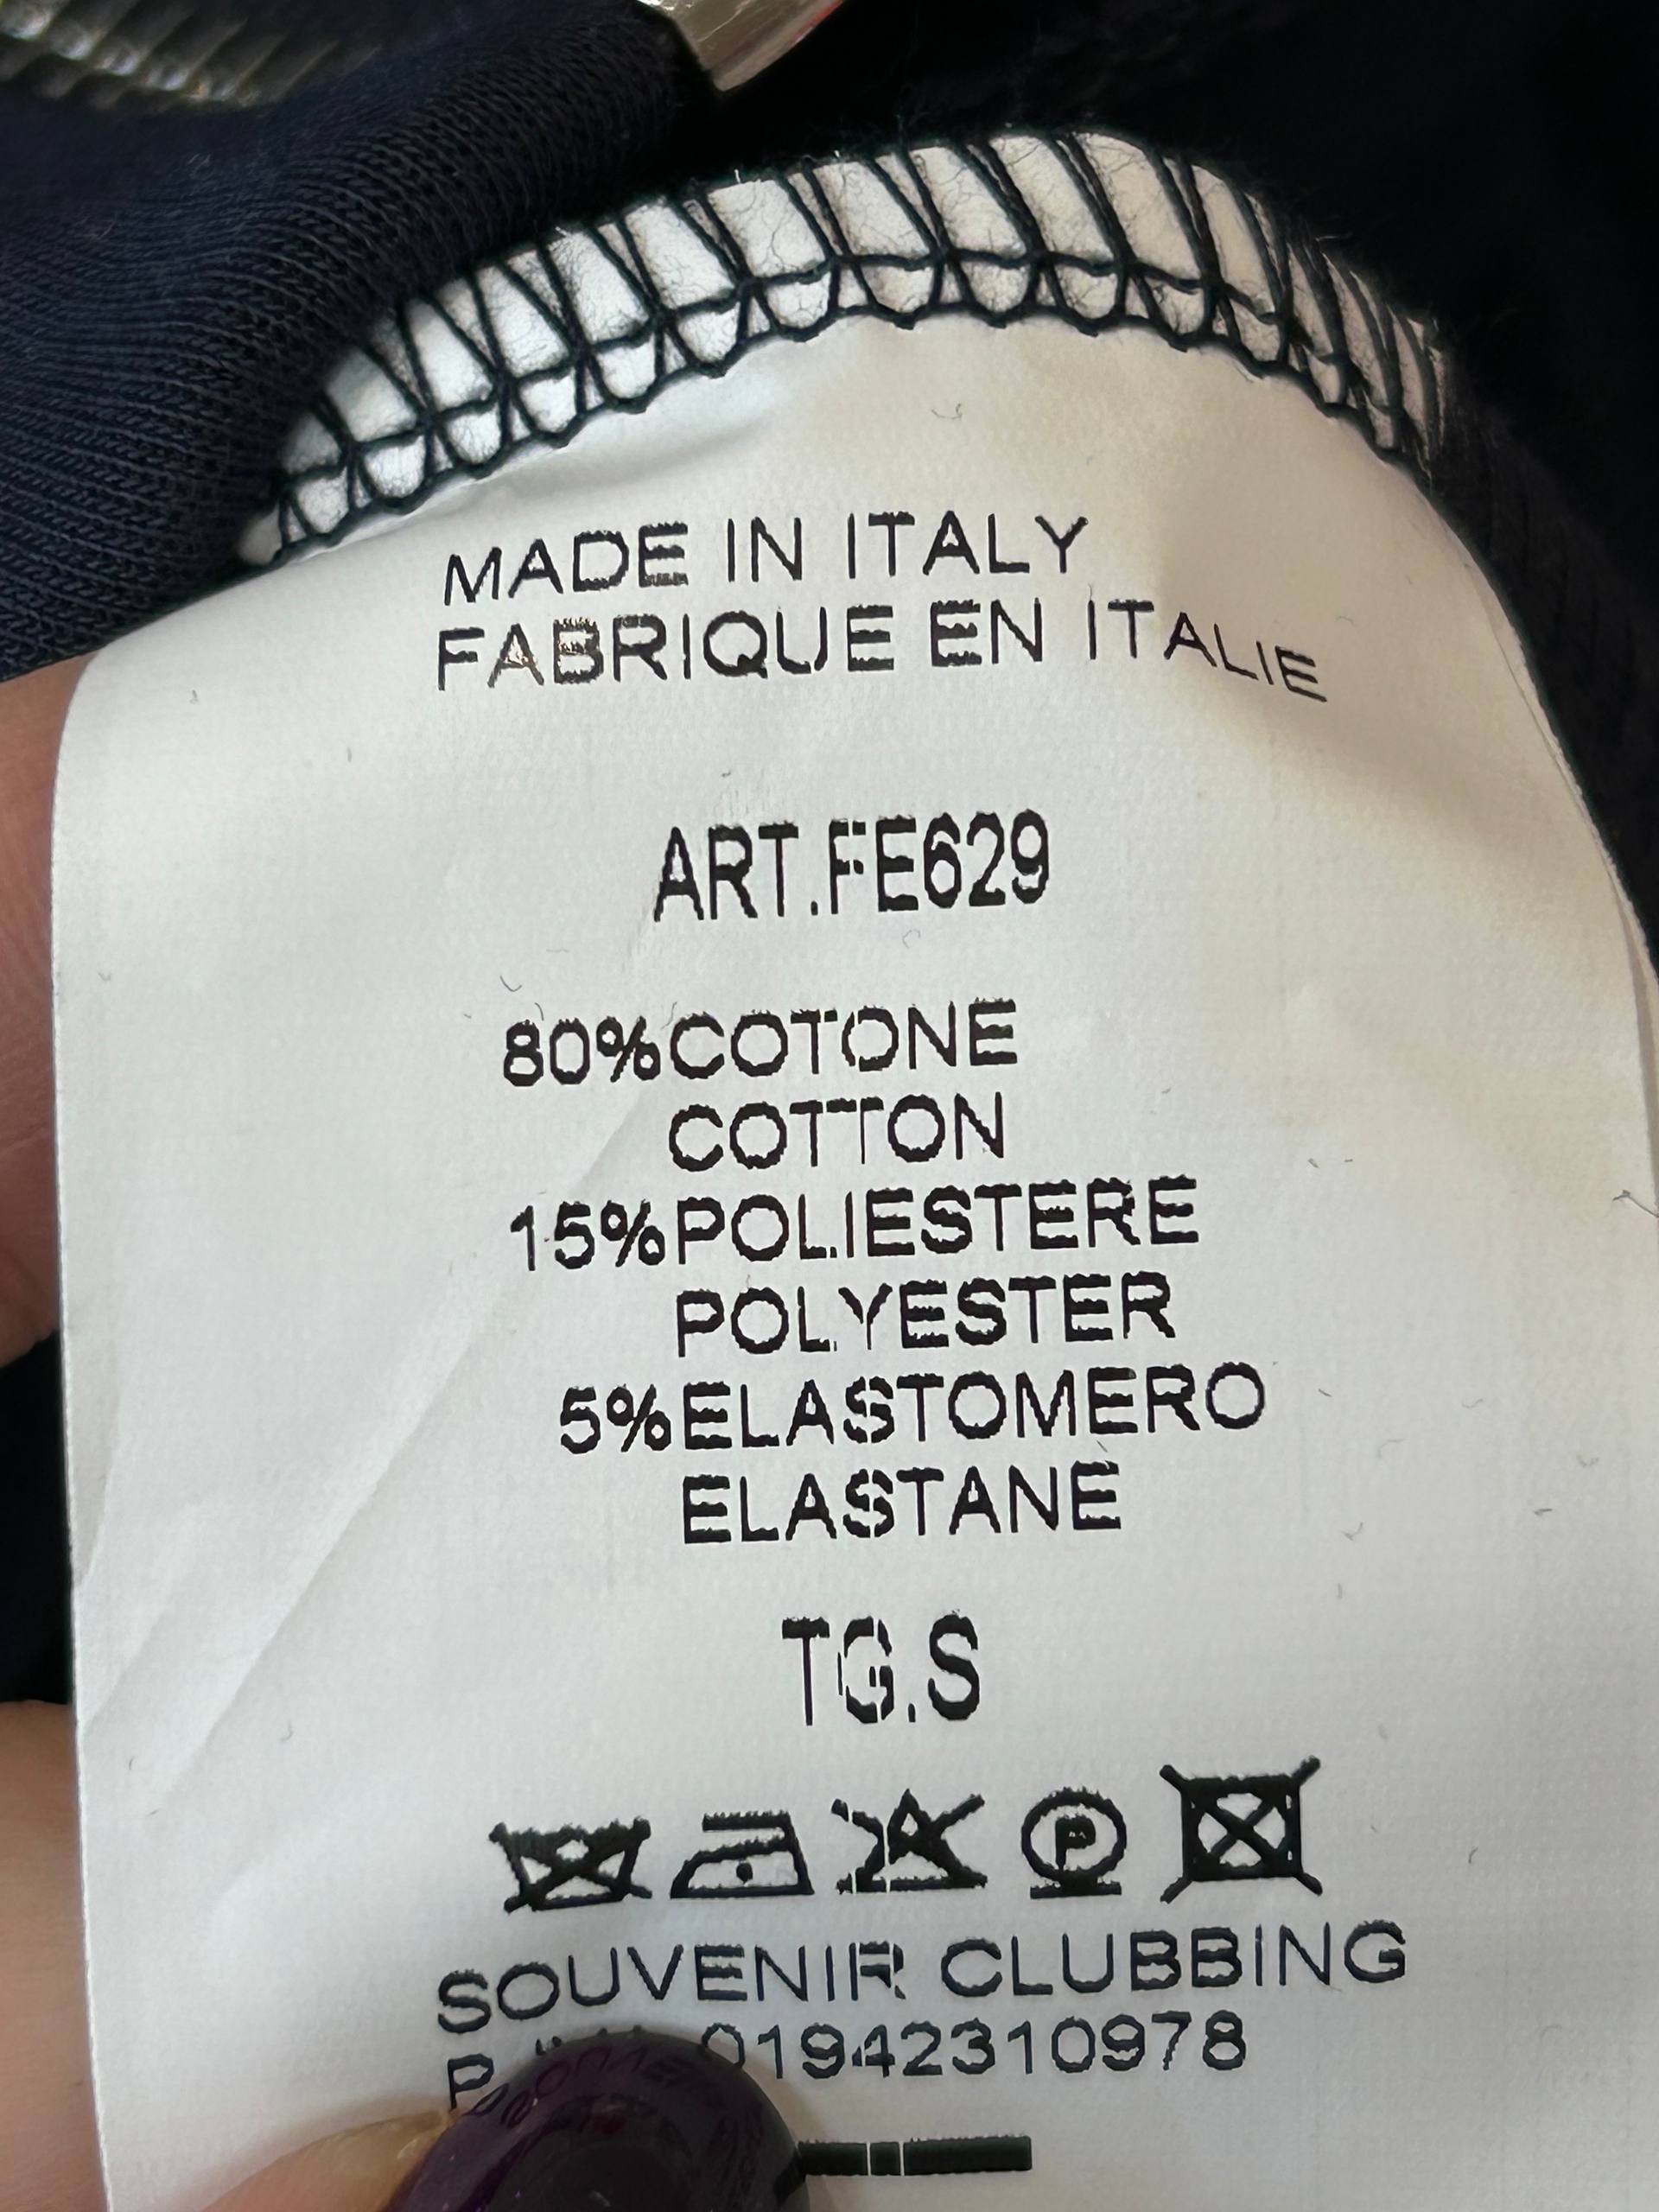 MADE IN ITALY
FABRIQUE EN ITALIE
ART.FE629
80%COTONE
COTTON
15%POLIESTERE
POLYESTER
5%ELASTOMERO
ELASTANE
TG.S
P
SOUVENIR CLUBBING
01942310978